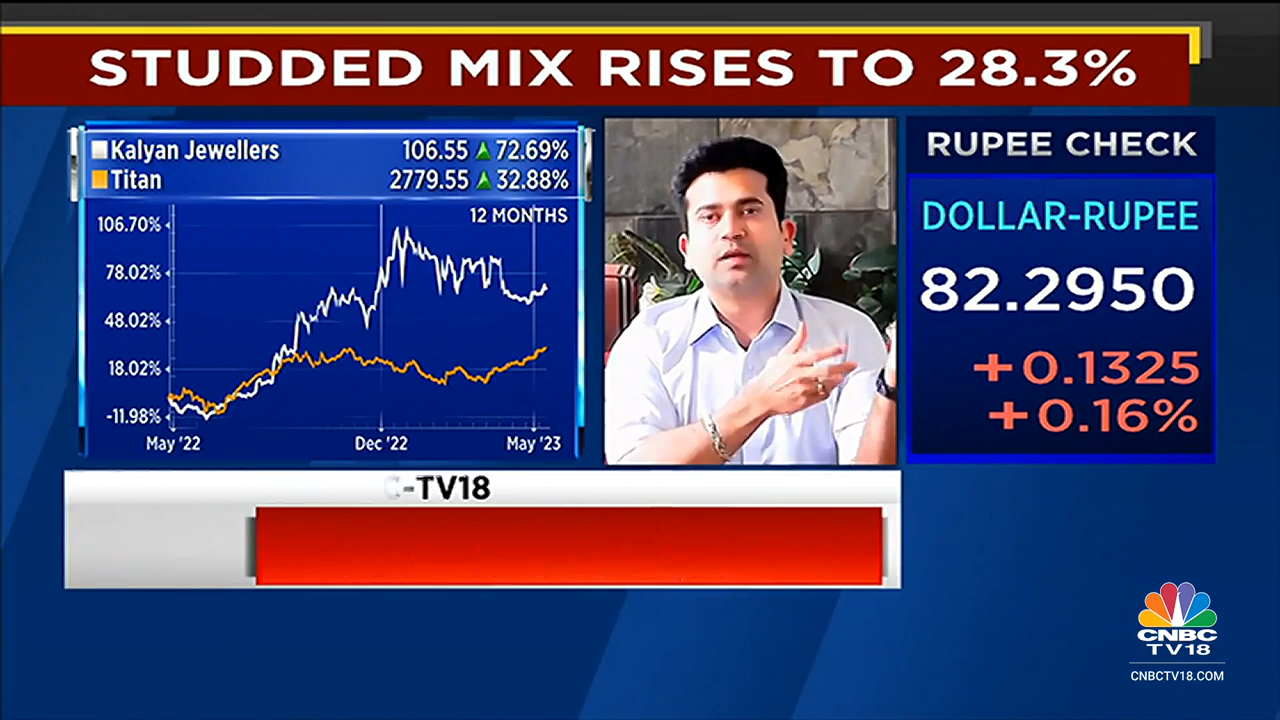 STUDDED MIX RISES TO 28.3%
Kalyan Jewellers 106.55 ▲ 72.69%
Titan 2779.55 ▲ 32.88%
12 MONTHS
106.70%
78.02%
48.02%
18.02%
-11.98%
May '22 Dec '22 May '23
RUPEE CHECK
DOLLAR-RUPEE
82.2950
+0.1325
+0.16%
-TV18
CNBC
TV18
CNBCTV18.COM